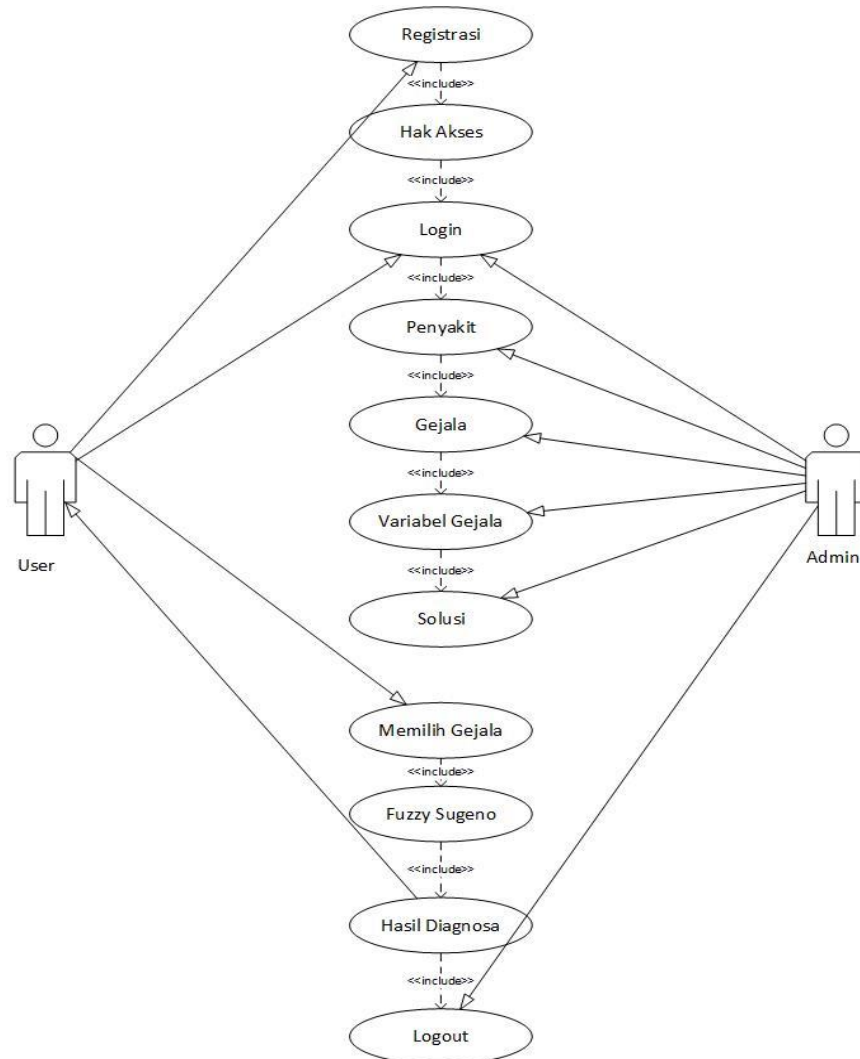 Registrasi
<<include>>
Hak Akses
<<include>>
Login
<<include>>
Penyakit
<<include>>
Gejala
<<include>>
Variabel Gejala
<<include>>
Solusi
User
Admin
Memilih Gejala
<<include>>
Fuzzy Sugeno
<<include>>
Hasil Diagnosa
<<include>>
Logout